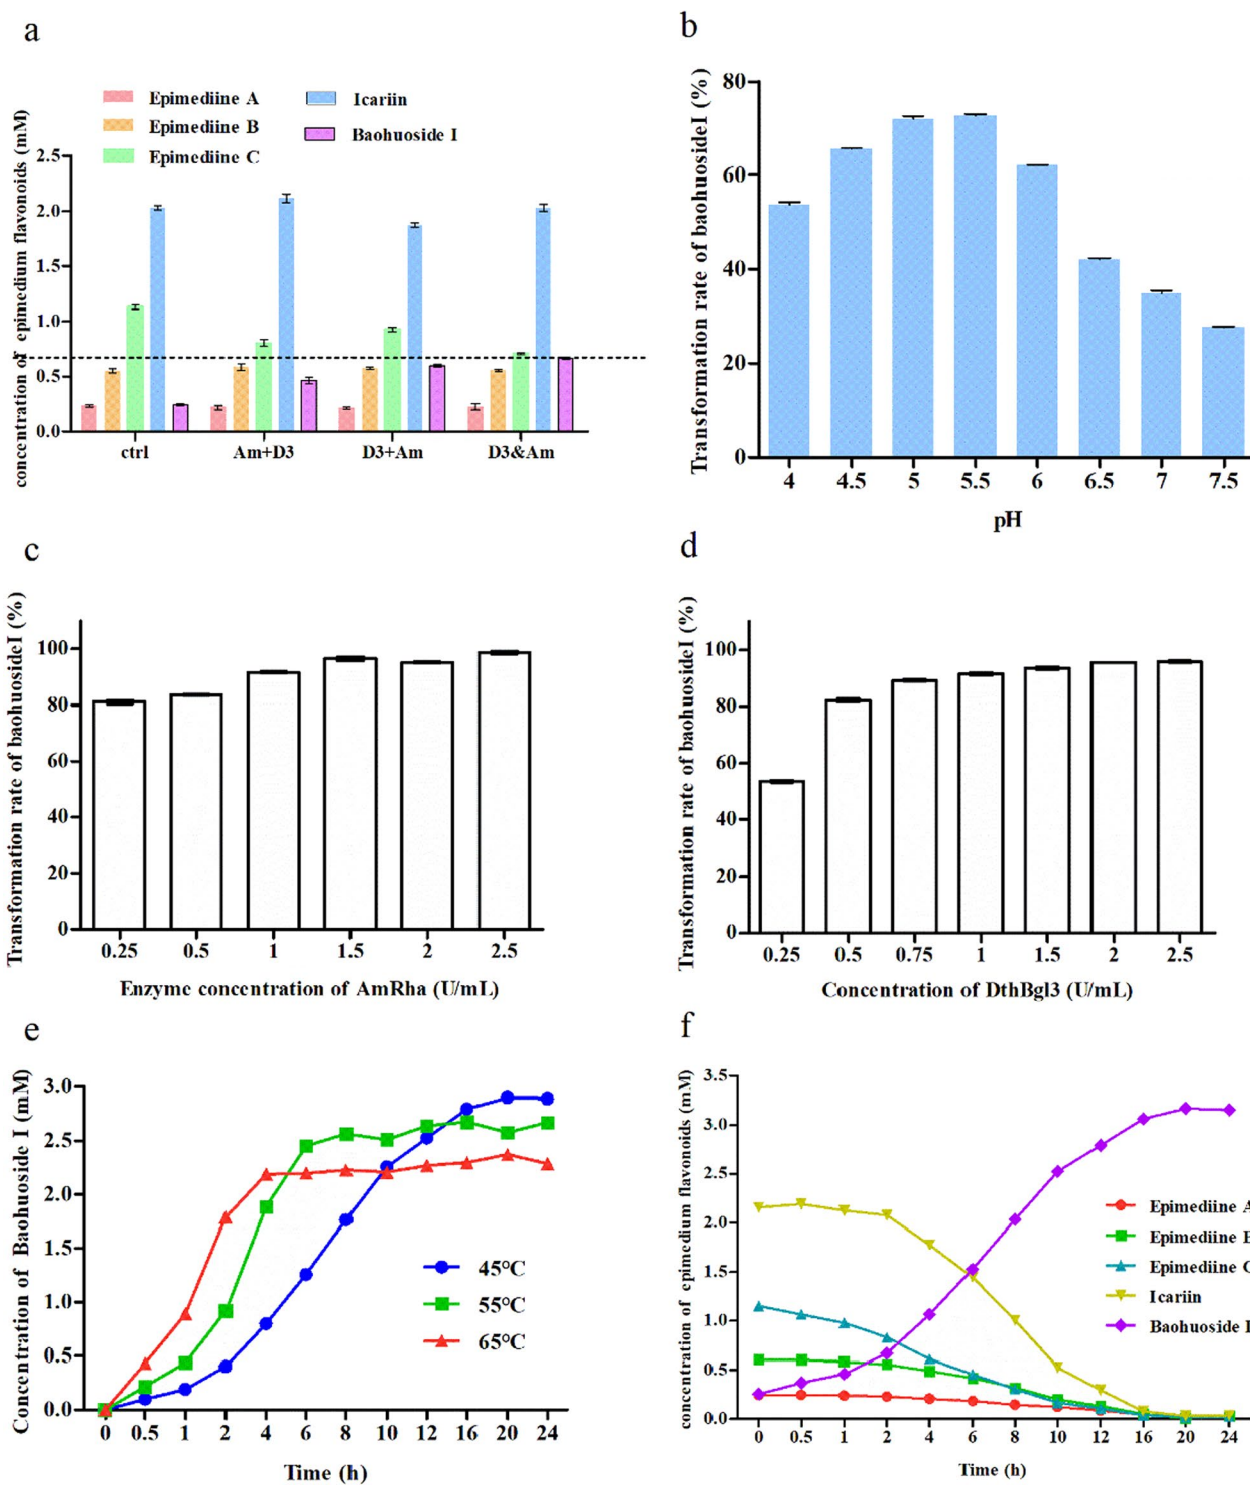 a
Epimediine A
Epimediine B
Epimediine C
Icariin
Baohuoside I
concentration of epimedium flavonoids (mM)
2.5
2.0
1.5
1.0
0.5
0.0
ctrl
Am+D3
D3+Am
D3&Am
b
Transformation rate of baohuosideI (%)
80
60
40
20
0
4
4.5
5
5.5
6
6.5
7
7.5
pH
c
Transformation rate of baohuosideI (%)
100
80
60
40
20
0
0.25
0.5
1
1.5
2
2.5
Enzyme concentration of AmRha (U/mL)
d
Transformation rate of baohuosideI (%)
100
80
60
40
20
0
0.25
0.5
0.75
1
1.5
2
2.5
Concentration of DthBgl3 (U/mL)
e
Concentration of Baohuoside I (mM)
3.0
2.5
2.0
1.5
1.0
0.5
0.0
0
0.5
1
2
4
6
8
10
12
16
20
24
45°C
55°C
65°C
Time (h)
f
concentration of epimedium flavonoids (mM)
3.5
3.0
2.5
2.0
1.5
1.0
0.5
0.0
0
0.5
1
2
4
6
8
10
12
16
20
24
Epimediine A
Epimediine B
Epimediine C
Icariin
Baohuoside I
Time (h)